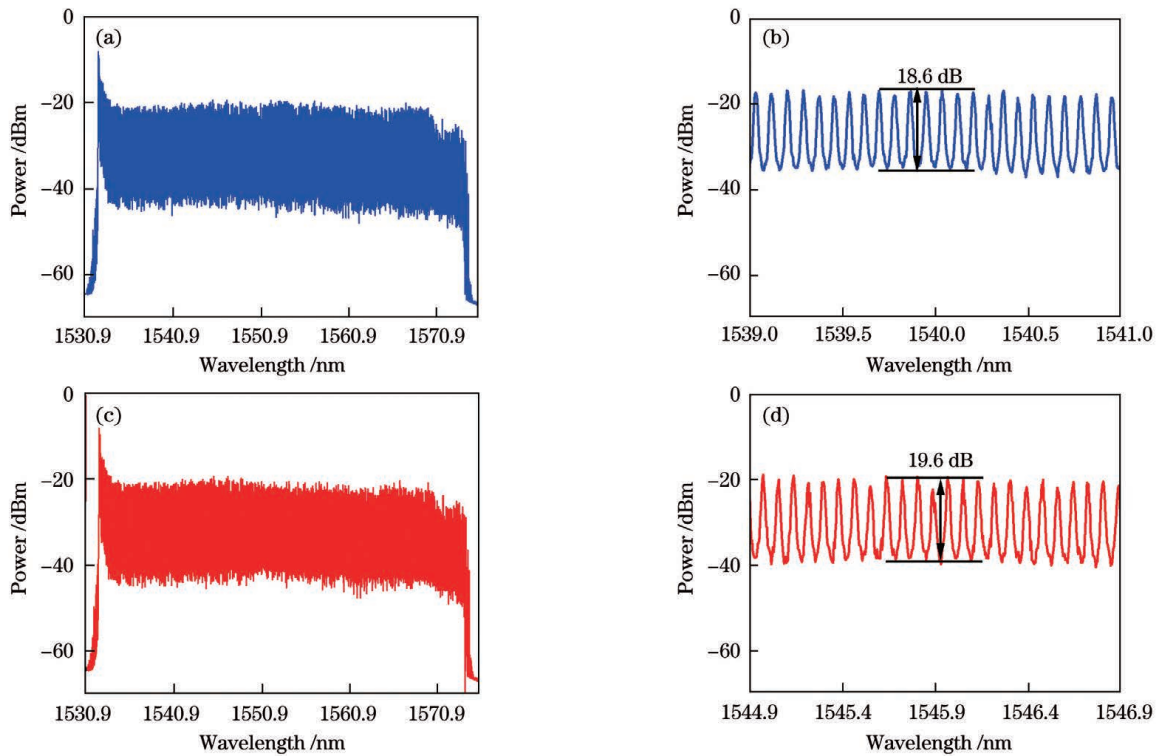 (a)
0
−20
−40
−60
Power /dBm
1530.9 1540.9 1550.9 1560.9 1570.9
Wavelength /nm
(b)
18.6 dB
0
−20
−40
−60
Power /dBm
1539.0 1539.5 1540.0 1540.5 1541.0
Wavelength /nm
(c)
0
−20
−40
−60
Power /dBm
1530.9 1540.9 1550.9 1560.9 1570.9
Wavelength /nm
(d)
19.6 dB
0
−20
−40
−60
Power /dBm
1544.9 1545.4 1545.9 1546.4 1546.9
Wavelength /nm